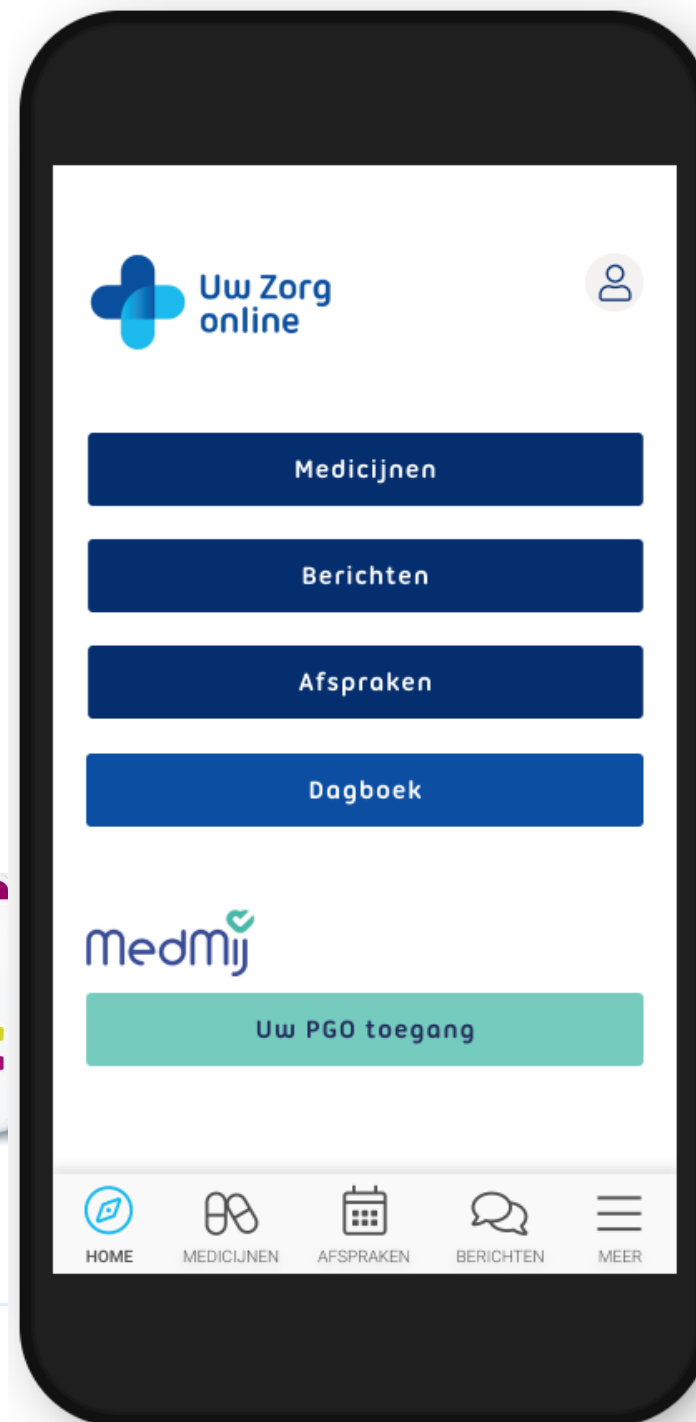 Uw Zorg
online
Medicijnen
Berichten
Afspraken
Dagboek
MedMij
Uw PGO toegang
HOME MEDICIJNEN AFSPRAKEN BERICHTEN MEER